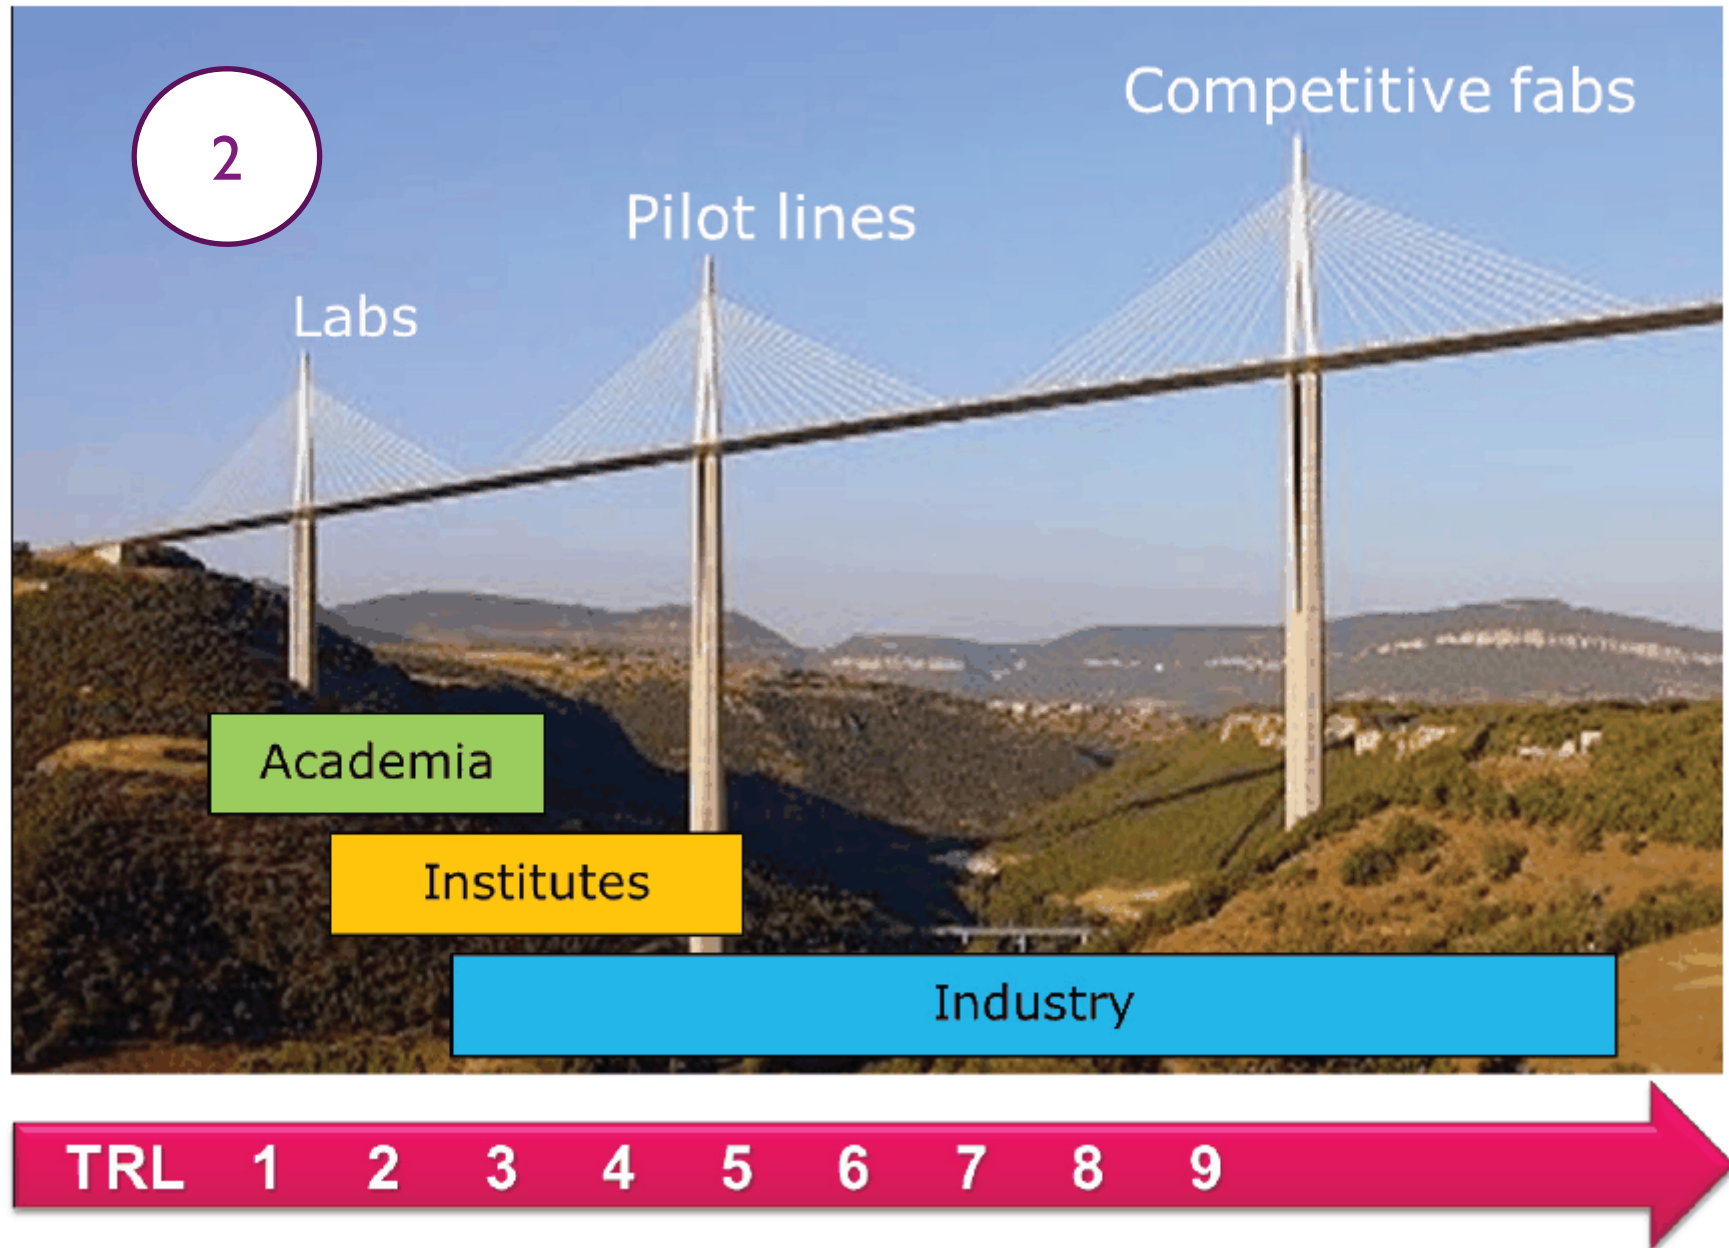 2
Competitive fabs
Pilot lines
Labs
Academia
Institutes
Industry
TRL 1 2 3 4 5 6 7 8 9